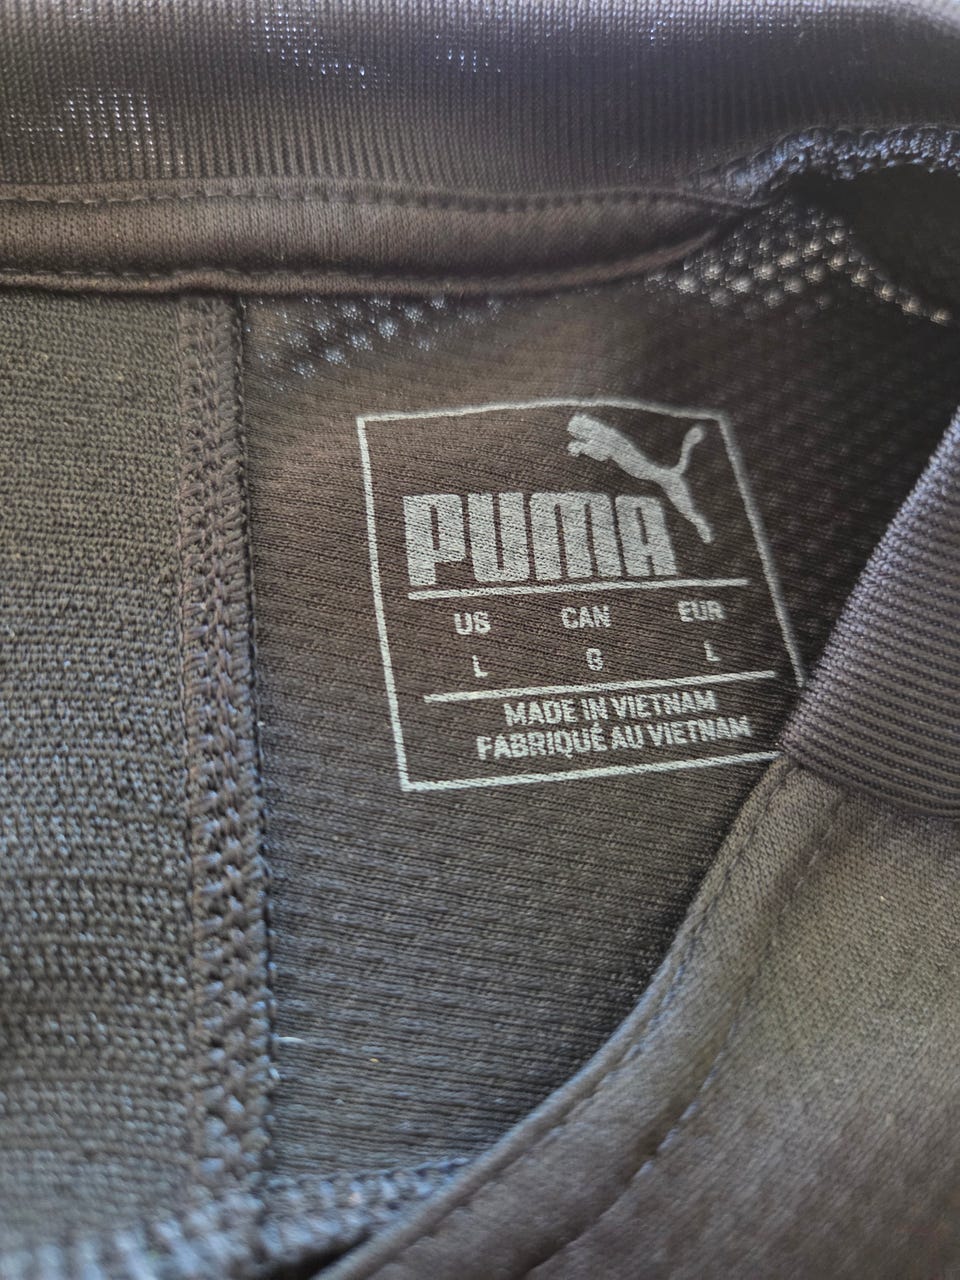 PUMA
US CAN EUR
L G L
MADE IN VIETNAM
FABRIQUÉ AU VIETNAM